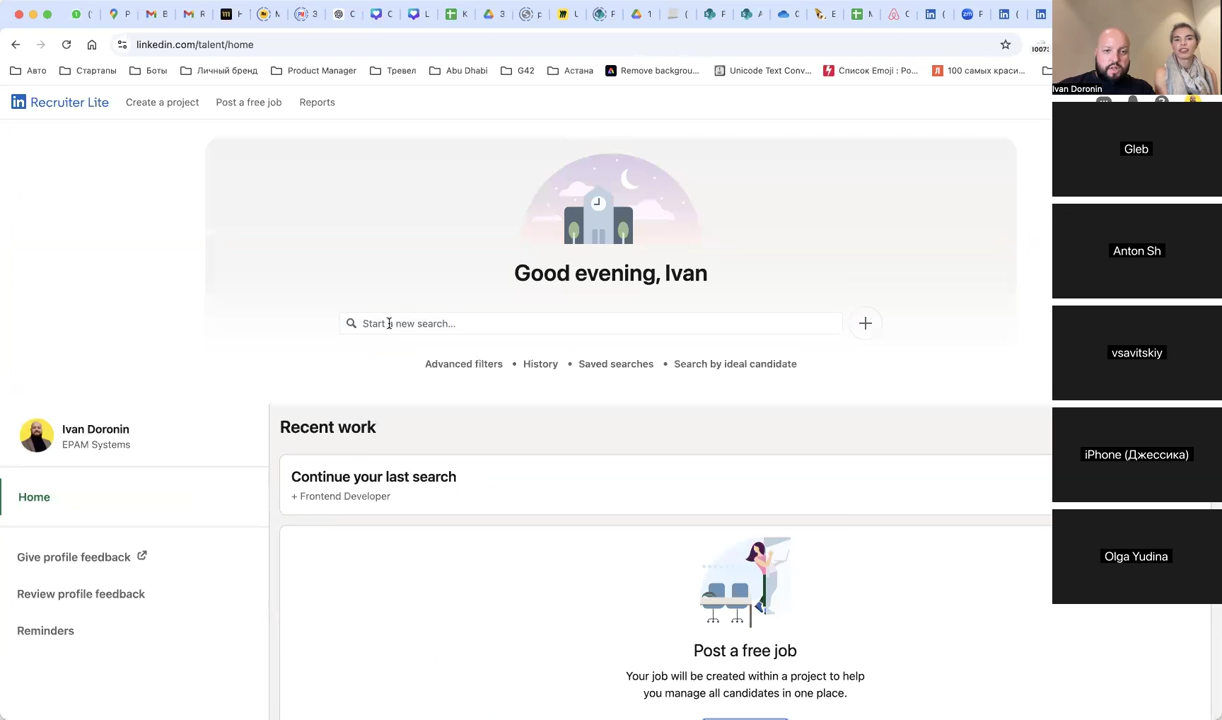 linkedin.com/talent/home
Авто
Стартапы
Боты
Личный бренд
Product Manager
Тревел
Abu Dhabi
G42
Астана
Remove backgrou...
Unicode Text Conv...
Список Emoji : Po...
100 самых краси...
in Recruiter Lite
Create a project
Post a free job
Reports
Good evening, Ivan
Start a new search...
Advanced filters • History • Saved searches • Search by ideal candidate
Ivan Doronin
EPAM Systems
Home
Give profile feedback
Review profile feedback
Reminders
Recent work
Continue your last search
+ Frontend Developer
Post a free job
Your job will be created within a project to help
you manage all candidates in one place.
Ivan Doronin
Gleb
Anton Sh
vsavitskiy
iPhone (Джессика)
Olga Yudina